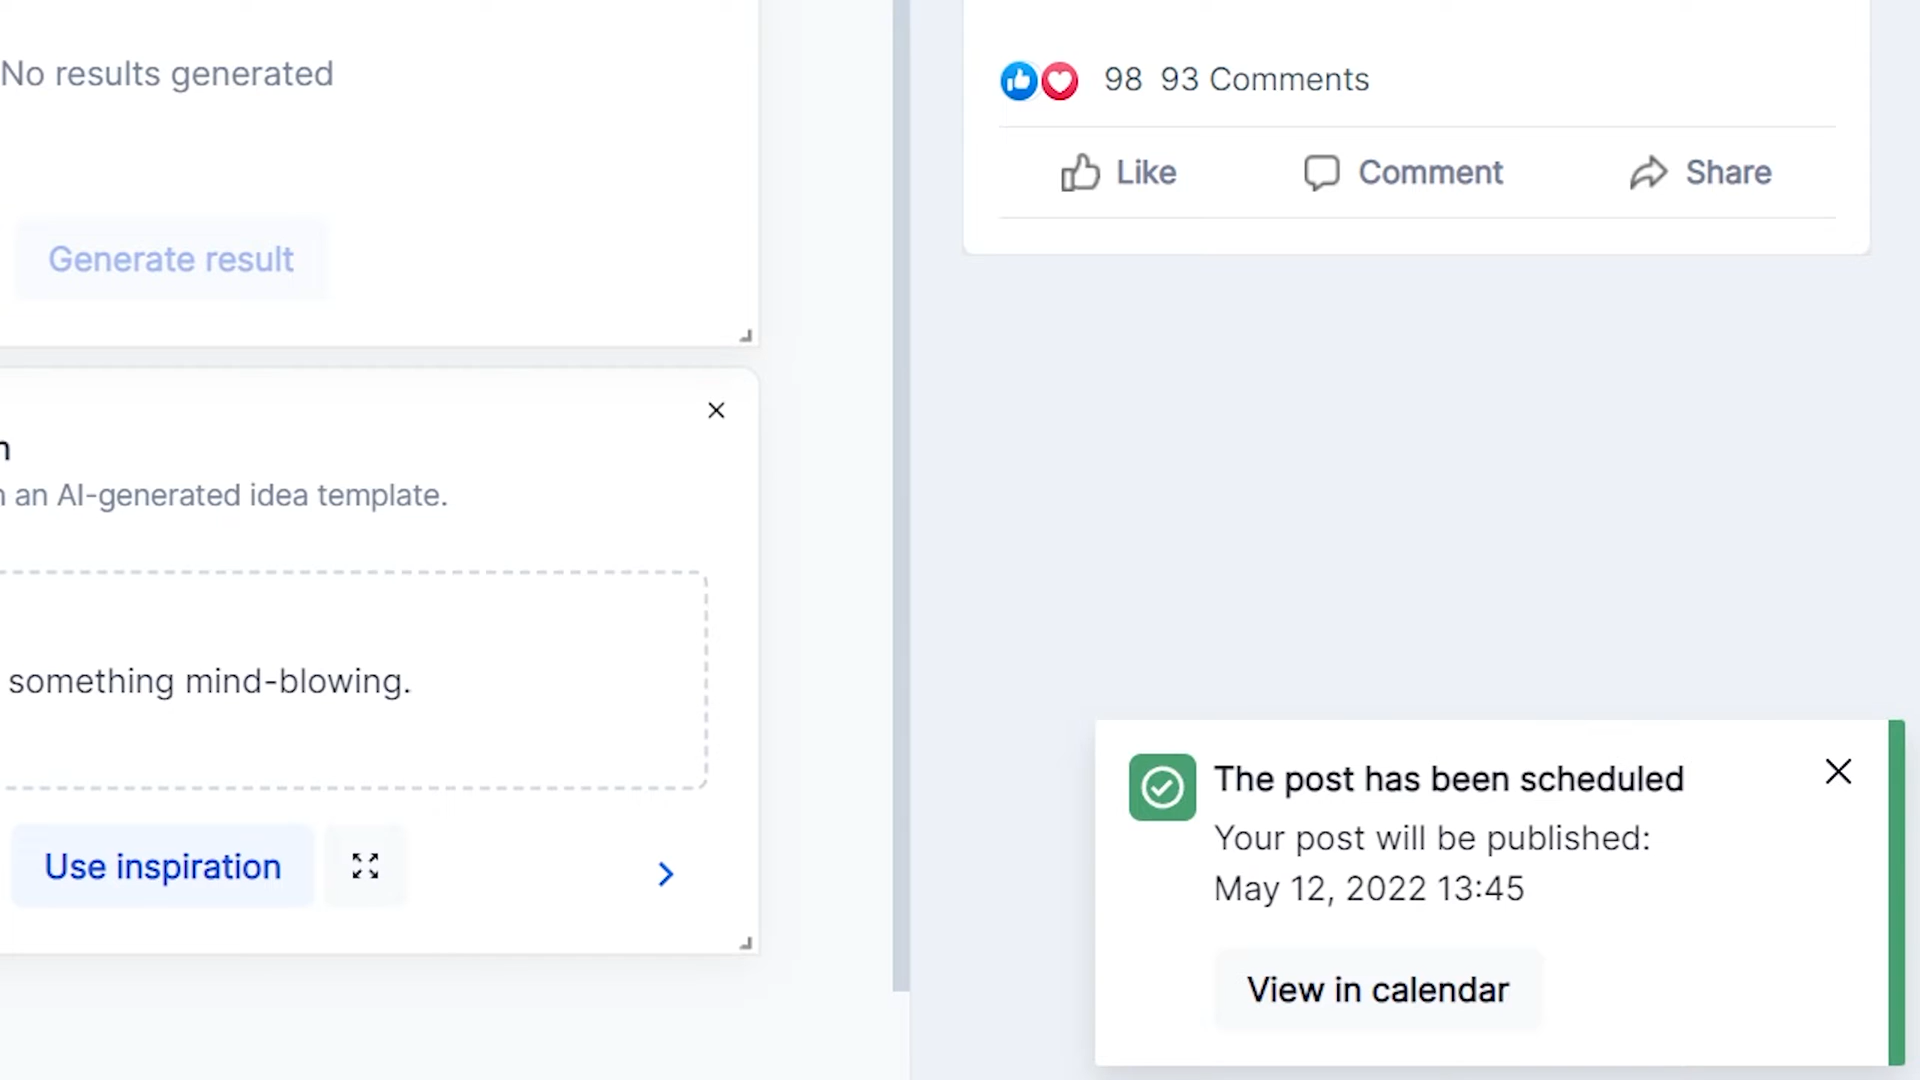 No results generated
Generate result
n
n an AI-generated idea template.
something mind-blowing.
Use inspiration
98 93 Comments
Like Comment Share
The post has been scheduled
Your post will be published:
May 12, 2022 13:45
View in calendar